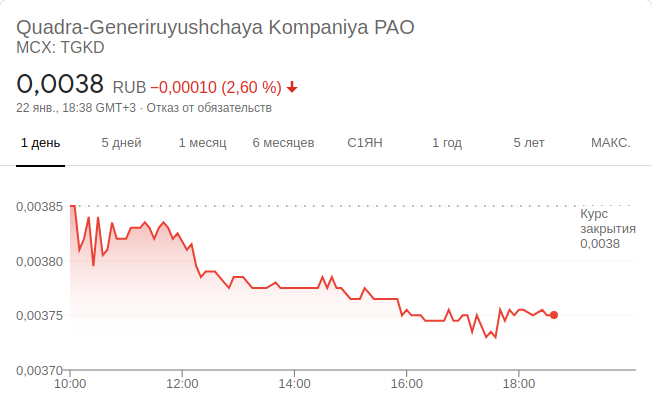 Quadra-Generiruyushchaya Kompaniya PAO
MCX: TGKD
0,0038 RUB −0,00010 (2,60 %)
22 янв., 18:38 GMT+3 · Отказ от обязательств
1 день 5 дней 1 месяц 6 месяцев С1ЯН 1 год 5 лет МАКС.
0,00385
Курс
закрытия
0,0038
0,00380
0,00375
0,00370
10:00 12:00 14:00 16:00 18:00